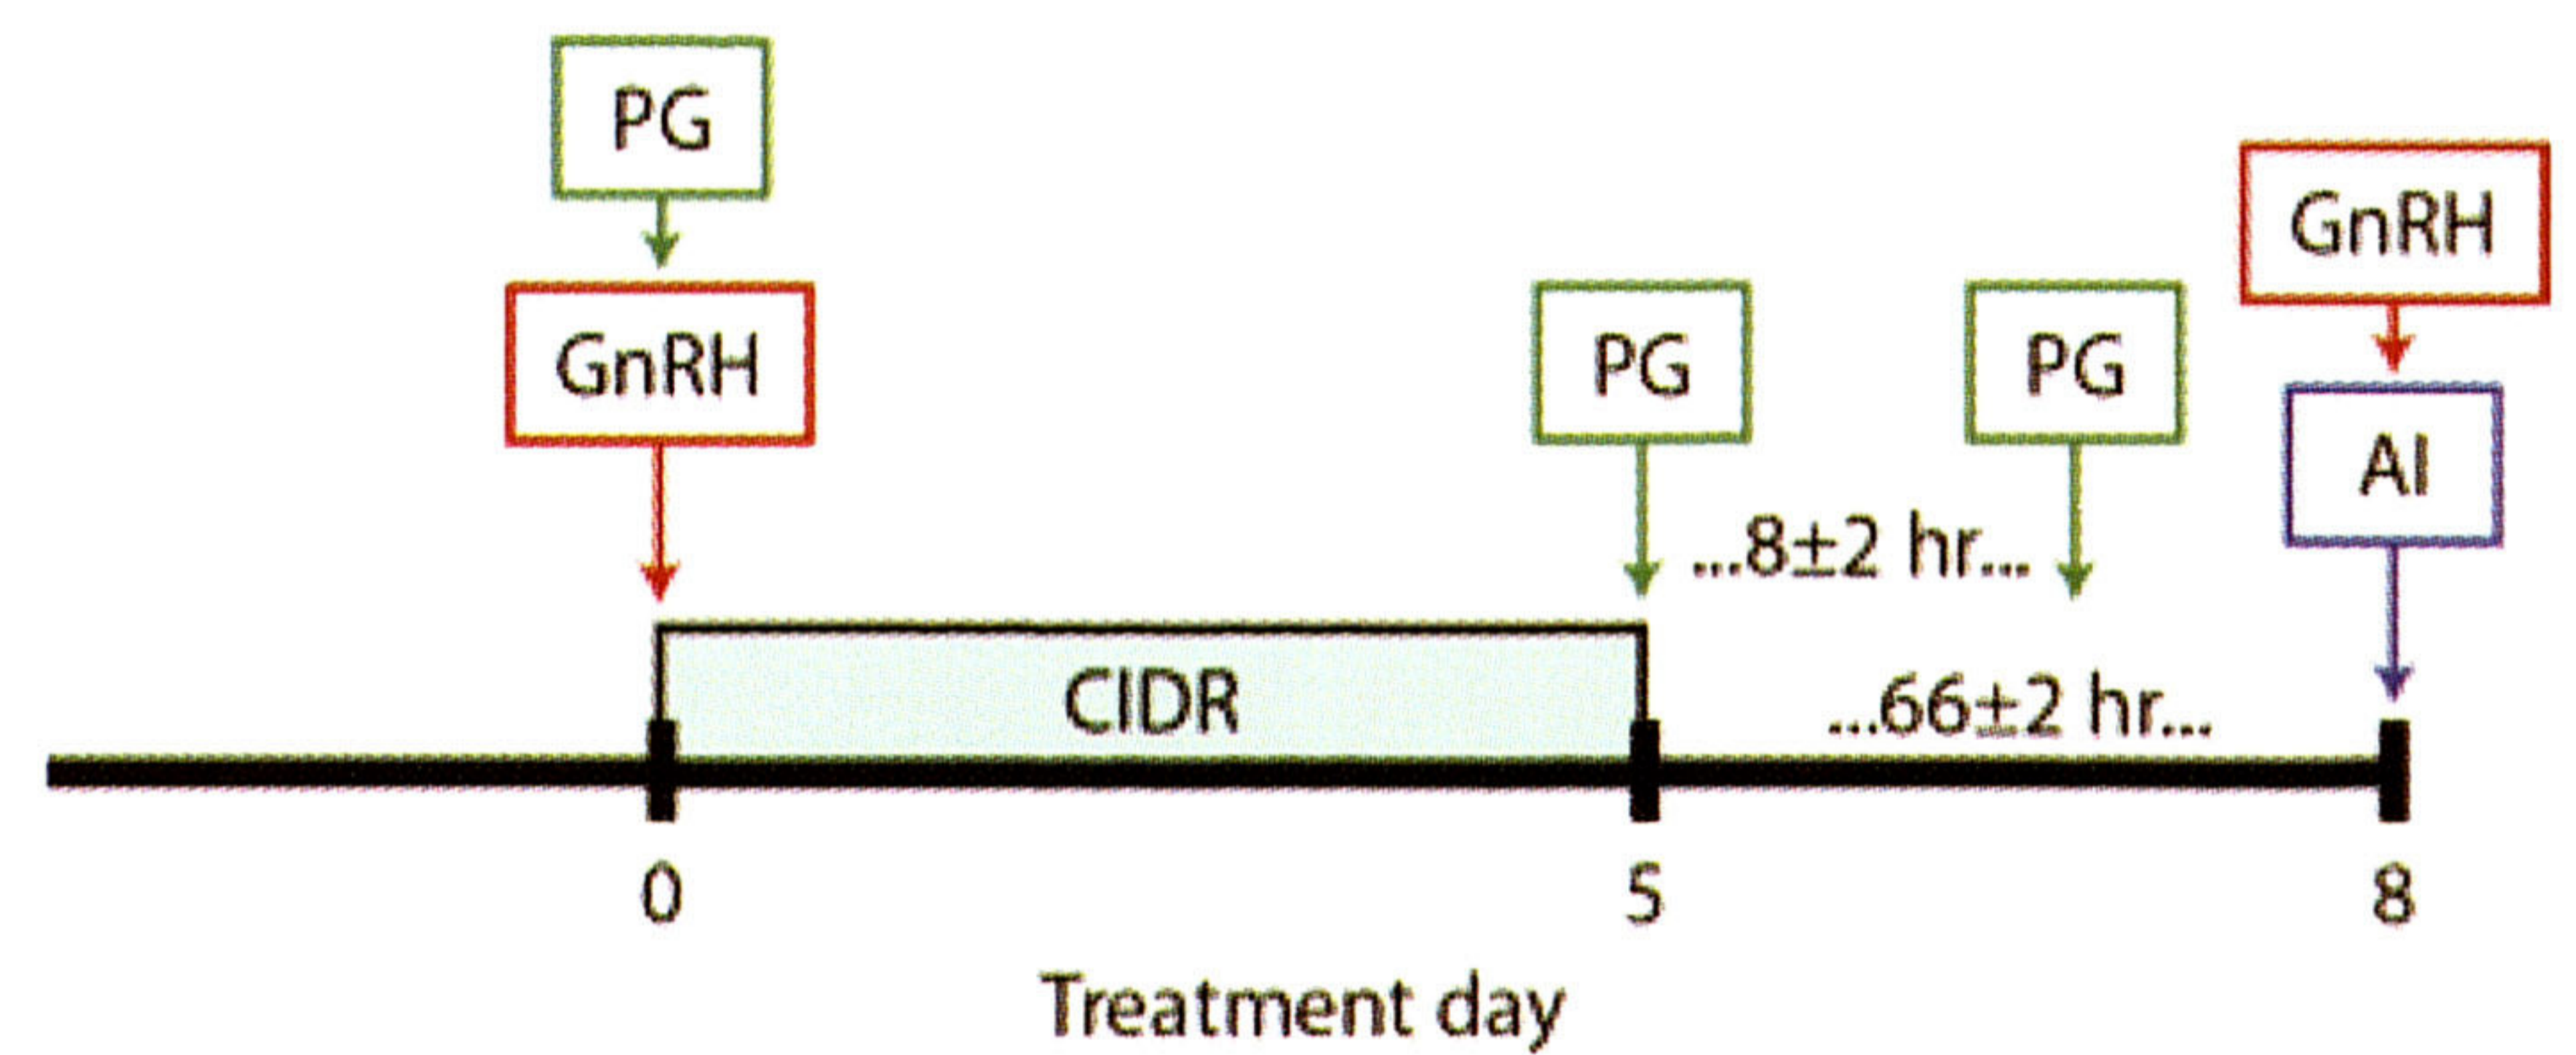 PG
GnRH
GnRH
PG
PG
AI
...8±2 hr...
CIDR
...66±2 hr...
0
5
8
Treatment day